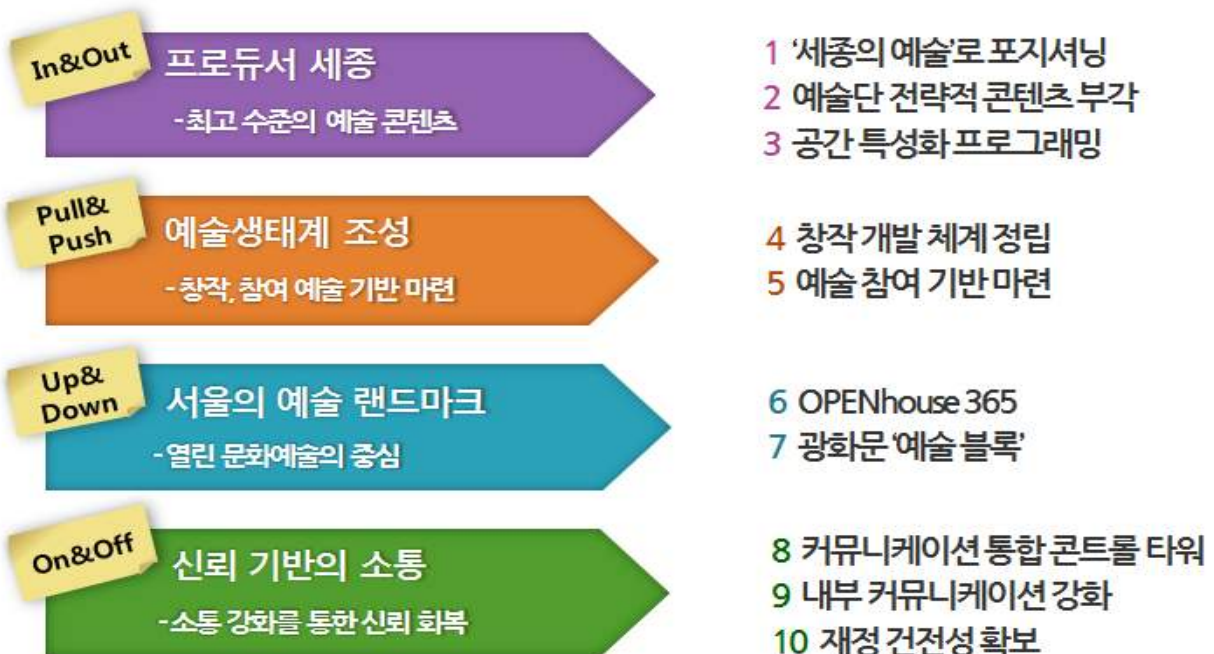 In&Out
프로듀서 세종
-최고 수준의 예술 콘텐츠
1 '세종의 예술'로 포지셔닝
2 예술단 전략적 콘텐츠 부각
3 공간 특성화 프로그래밍
Pull&
Push
예술생태계 조성
-창작, 참여 예술 기반 마련
4 창작 개발 체계 정립
5 예술 참여 기반 마련
Up&
Down
서울의 예술 랜드마크
-열린 문화예술의 중심
6 OPENhouse 365
7 광화문 '예술 블록'
On&Off
신뢰 기반의 소통
-소통 강화를 통한 신뢰 회복
8 커뮤니케이션 통합 콘트롤 타워
9 내부 커뮤니케이션 강화
10 재정 건전성 확보